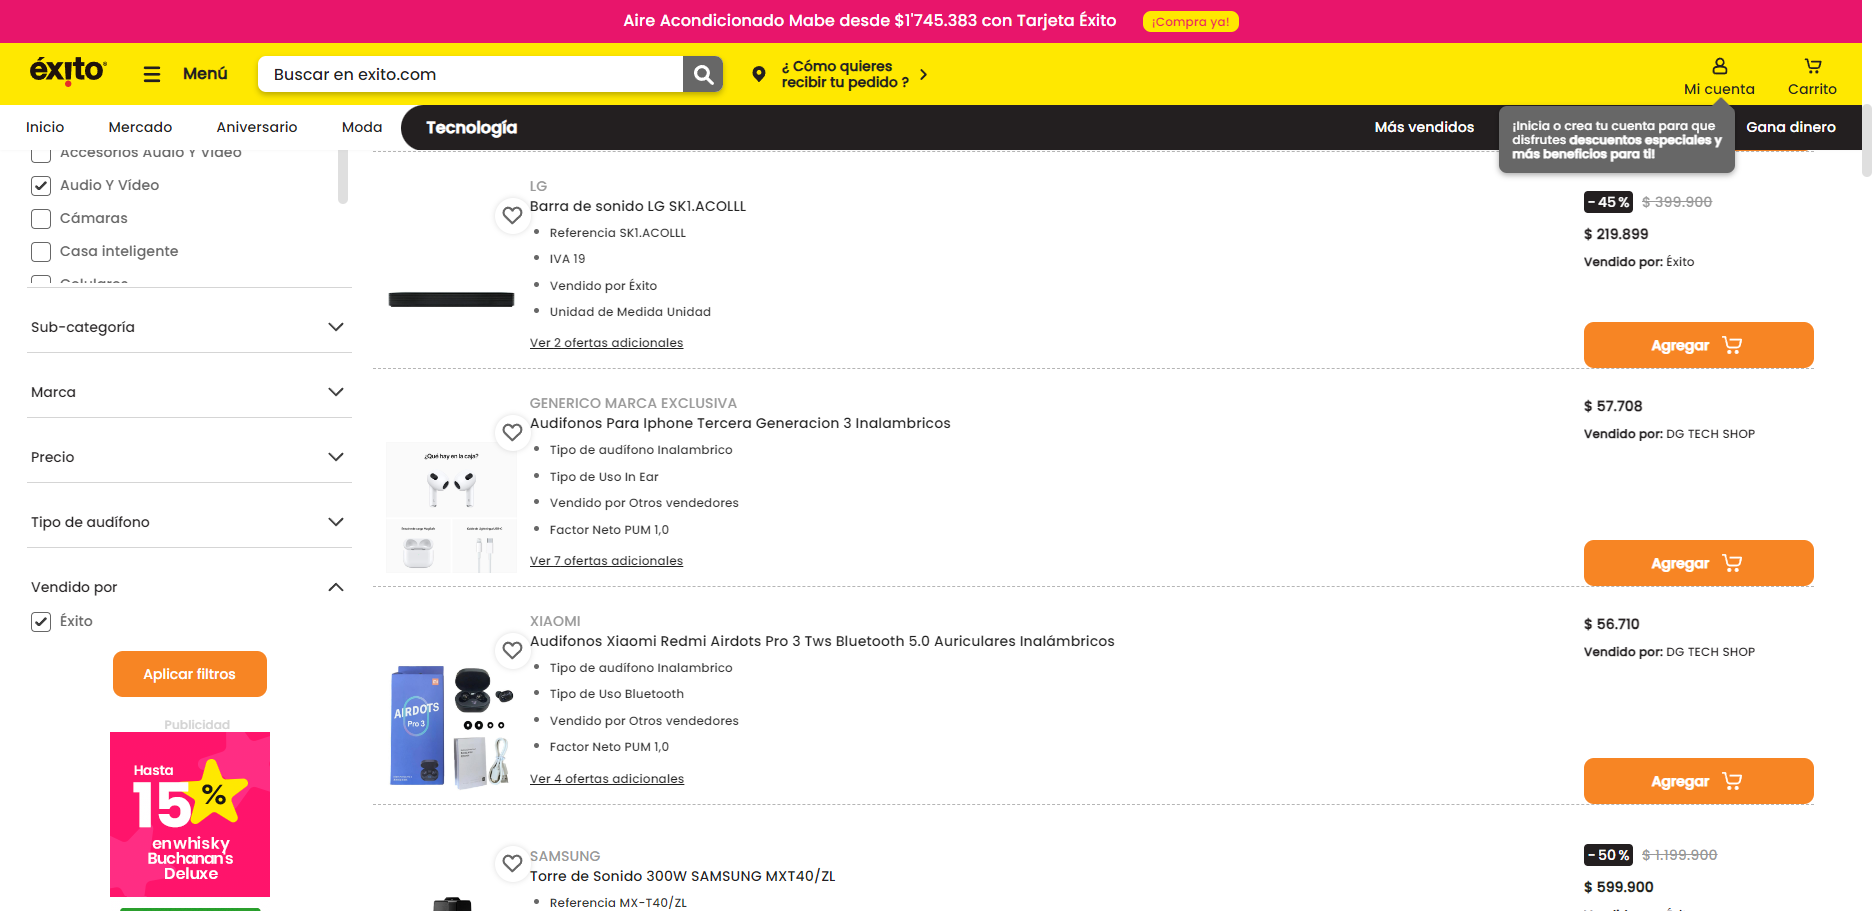 Aire Acondicionado Mabe desde $1'745.383 con Tarjeta Éxito
¡Compra ya!
éxito
Menú
Buscar en exito.com
¿ Cómo quieres
recibir tu pedido ?
Mi cuenta
Carrito
Inicio
Mercado
Aniversario
Moda
Tecnología
Más vendidos
Gana dinero
¡Inicia o crea tu cuenta para que
disfrutes descuentos especiales y
más beneficios para ti!
Accesorios Audio Y Video
Audio Y Vídeo
Cámaras
Casa inteligente
Celulares
Sub-categoría
Marca
Precio
Tipo de audífono
Vendido por
Éxito
Aplicar filtros
Publicidad
Hasta
15%
en whisky
Buchanan's
Deluxe
LG
Barra de sonido LG SK1.ACOLLL
Referencia SK1.ACOLLL
IVA 19
Vendido por Éxito
Unidad de Medida Unidad
Ver 2 ofertas adicionales
-45%
$ 399.900
$ 219.899
Vendido por: Éxito
Agregar
GENERICO MARCA EXCLUSIVA
Audifonos Para Iphone Tercera Generacion 3 Inalambricos
Tipo de audífono Inalambrico
Tipo de Uso In Ear
Vendido por Otros vendedores
Factor Neto PUM 1,0
Ver 7 ofertas adicionales
¿Qué hay en la caja?
$ 57.708
Vendido por: DG TECH SHOP
Agregar
XIAOMI
Audifonos Xiaomi Redmi Airdots Pro 3 Tws Bluetooth 5.0 Auriculares Inalámbricos
Tipo de audífono Inalambrico
Tipo de Uso Bluetooth
Vendido por Otros vendedores
Factor Neto PUM 1,0
Ver 4 ofertas adicionales
AIRDOTS
Pro 3
$ 56.710
Vendido por: DG TECH SHOP
Agregar
SAMSUNG
Torre de Sonido 300W SAMSUNG MXT40/ZL
Referencia MX-T40/ZL
-50%
$ 1.199.900
$ 599.900